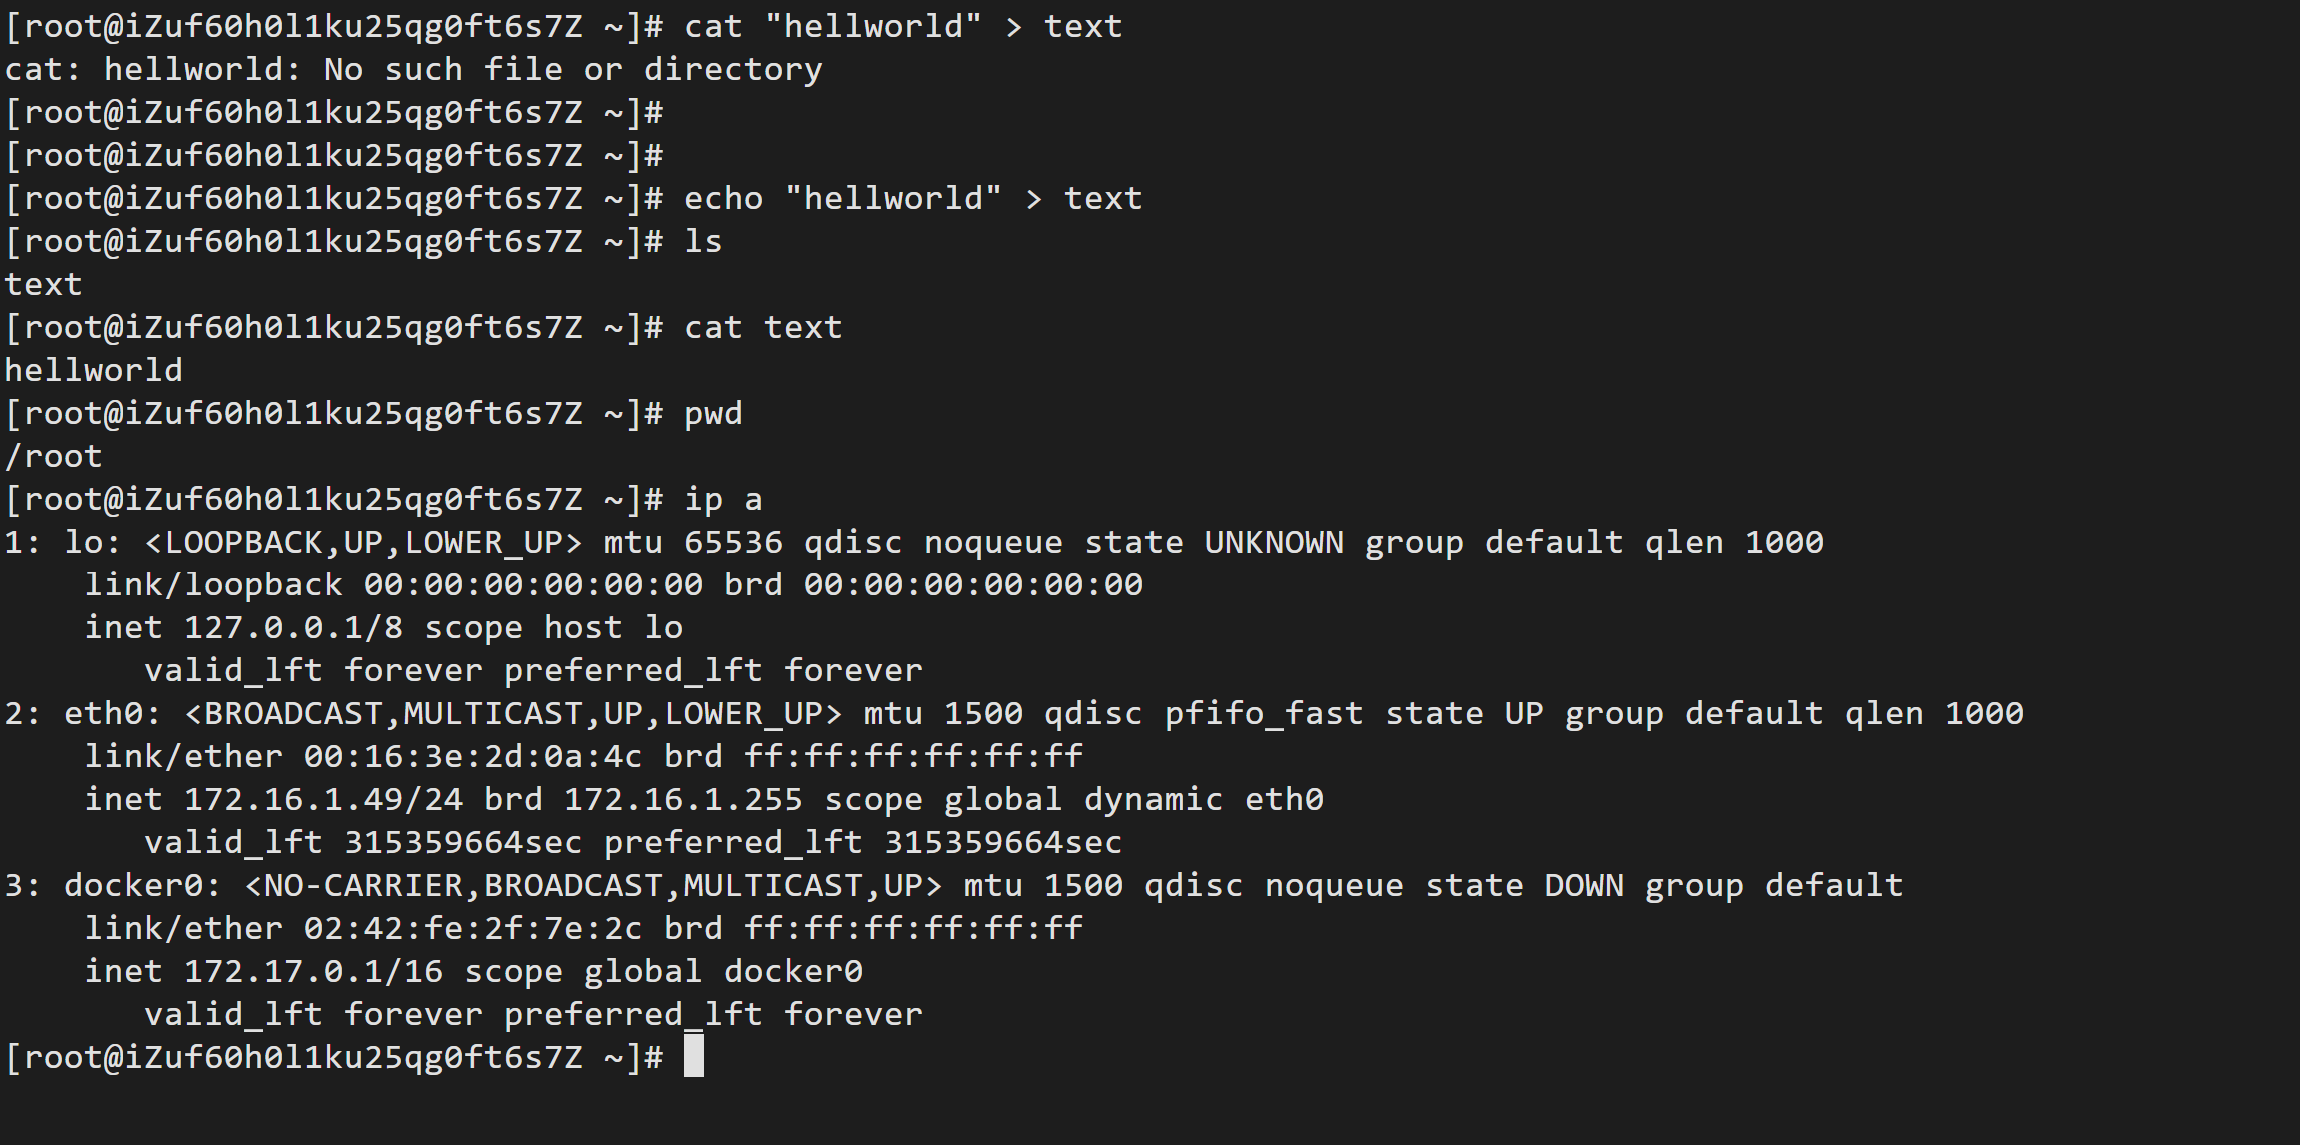 [root@iZuf60h0l1ku25qg0ft6s7Z ~]# cat "hellworld" > text
cat: hellworld: No such file or directory
[root@iZuf60h0l1ku25qg0ft6s7Z ~]#
[root@iZuf60h0l1ku25qg0ft6s7Z ~]#
[root@iZuf60h0l1ku25qg0ft6s7Z ~]# echo "hellworld" > text
[root@iZuf60h0l1ku25qg0ft6s7Z ~]# ls
text
[root@iZuf60h0l1ku25qg0ft6s7Z ~]# cat text
hellworld
[root@iZuf60h0l1ku25qg0ft6s7Z ~]# pwd
/root
[root@iZuf60h0l1ku25qg0ft6s7Z ~]# ip a
1: lo: <LOOPBACK,UP,LOWER_UP> mtu 65536 qdisc noqueue state UNKNOWN group default qlen 1000
    link/loopback 00:00:00:00:00:00 brd 00:00:00:00:00:00
    inet 127.0.0.1/8 scope host lo
       valid_lft forever preferred_lft forever
2: eth0: <BROADCAST,MULTICAST,UP,LOWER_UP> mtu 1500 qdisc pfifo_fast state UP group default qlen 1000
    link/ether 00:16:3e:2d:0a:4c brd ff:ff:ff:ff:ff:ff
    inet 172.16.1.49/24 brd 172.16.1.255 scope global dynamic eth0
       valid_lft 315359664sec preferred_lft 315359664sec
3: docker0: <NO-CARRIER,BROADCAST,MULTICAST,UP> mtu 1500 qdisc noqueue state DOWN group default
    link/ether 02:42:fe:2f:7e:2c brd ff:ff:ff:ff:ff:ff
    inet 172.17.0.1/16 scope global docker0
       valid_lft forever preferred_lft forever
[root@iZuf60h0l1ku25qg0ft6s7Z ~]#